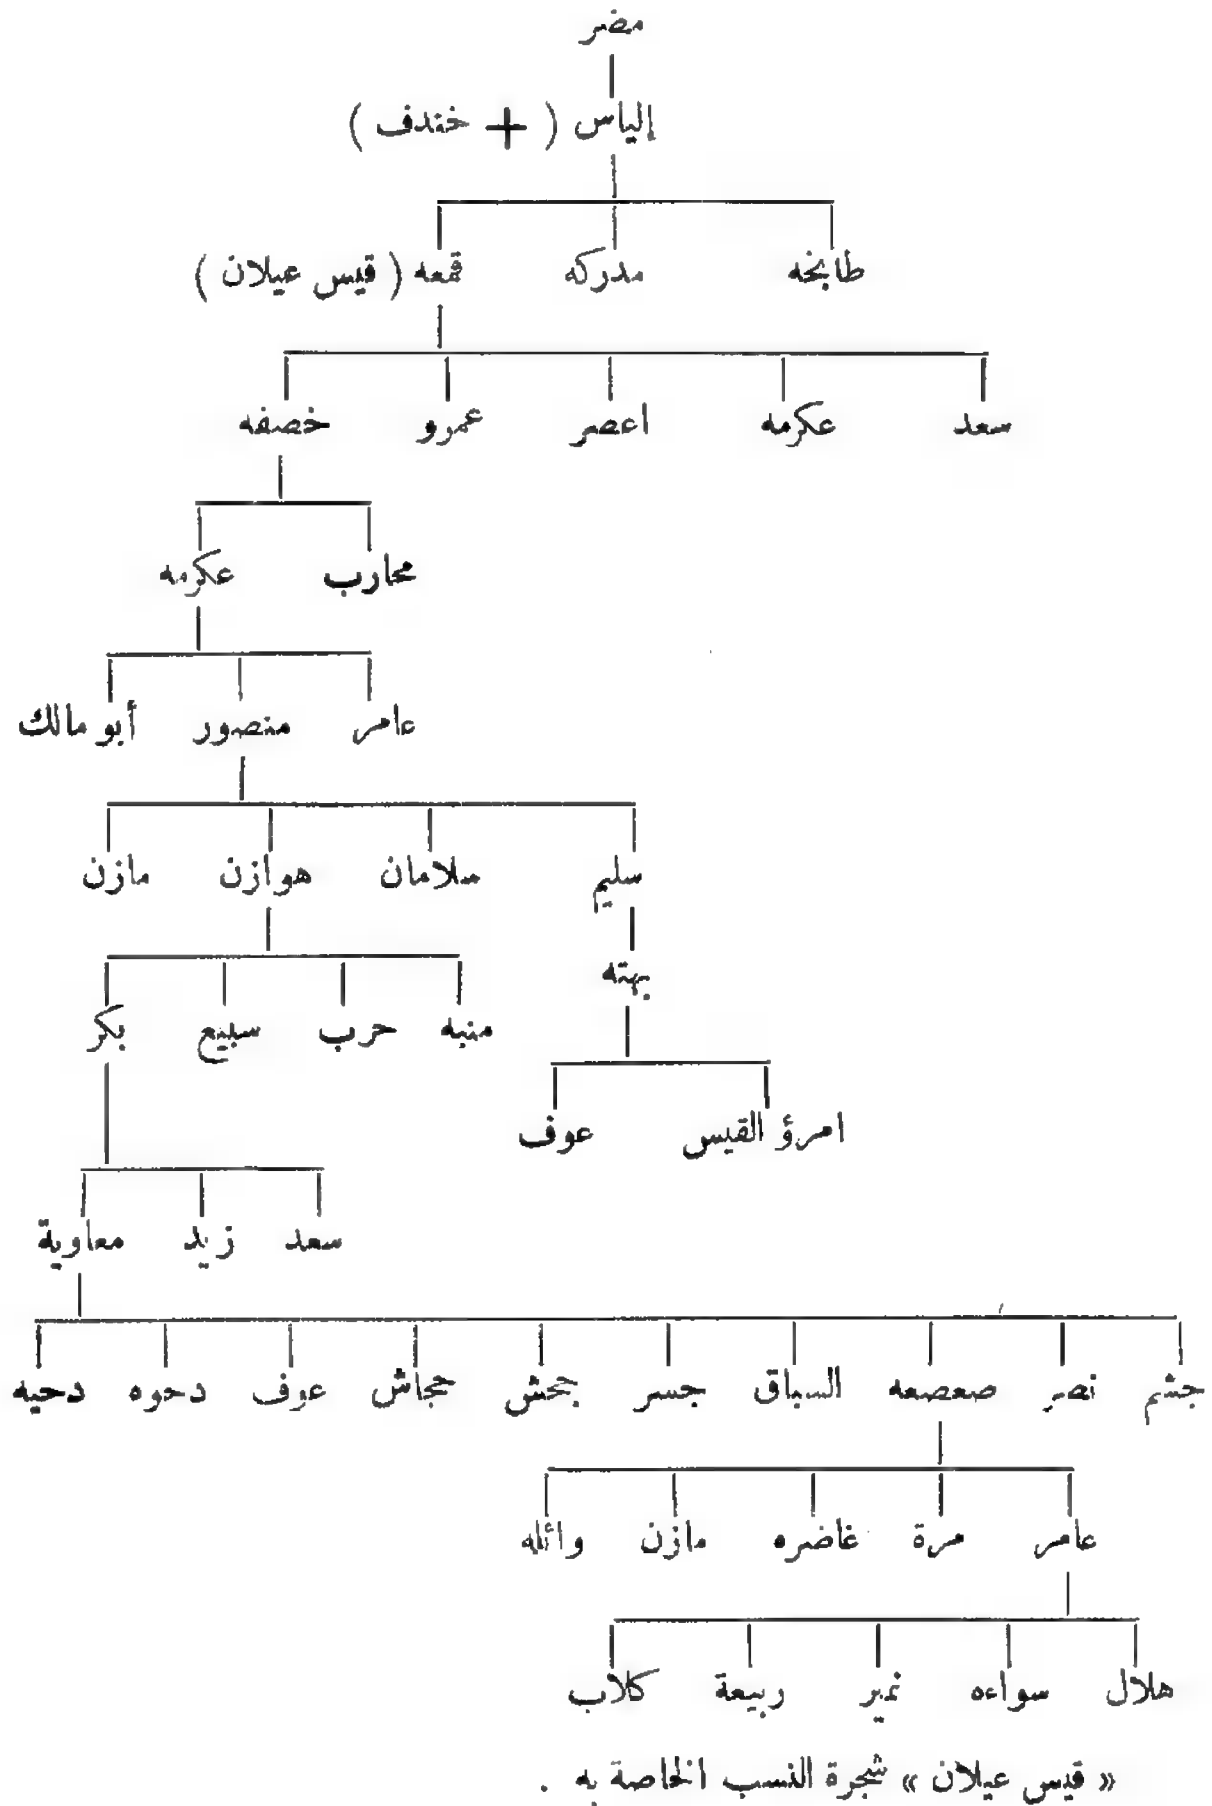 مضر
إلياس ( + خندف )
طابخه مدركه قمعه ( قيس عيلان )
سعد عكرمه اعصر عمرو خصفه
محارب عكرمه
عامر منصور أبو مالك
سليم سلامان هوازن مازن
بهته
منبه حرب سبيع بكر
امرؤ القيس عوف
سعد زيد معاوية
جشم نصر صعصعه السباق جسر جحش حجاش عوف دحوه دحيه
عامر مرة غاضره مازن وائله
هلال سواءه نمير ربيعة كلاب
« قيس عيلان » شجرة النسب الخاصة به .